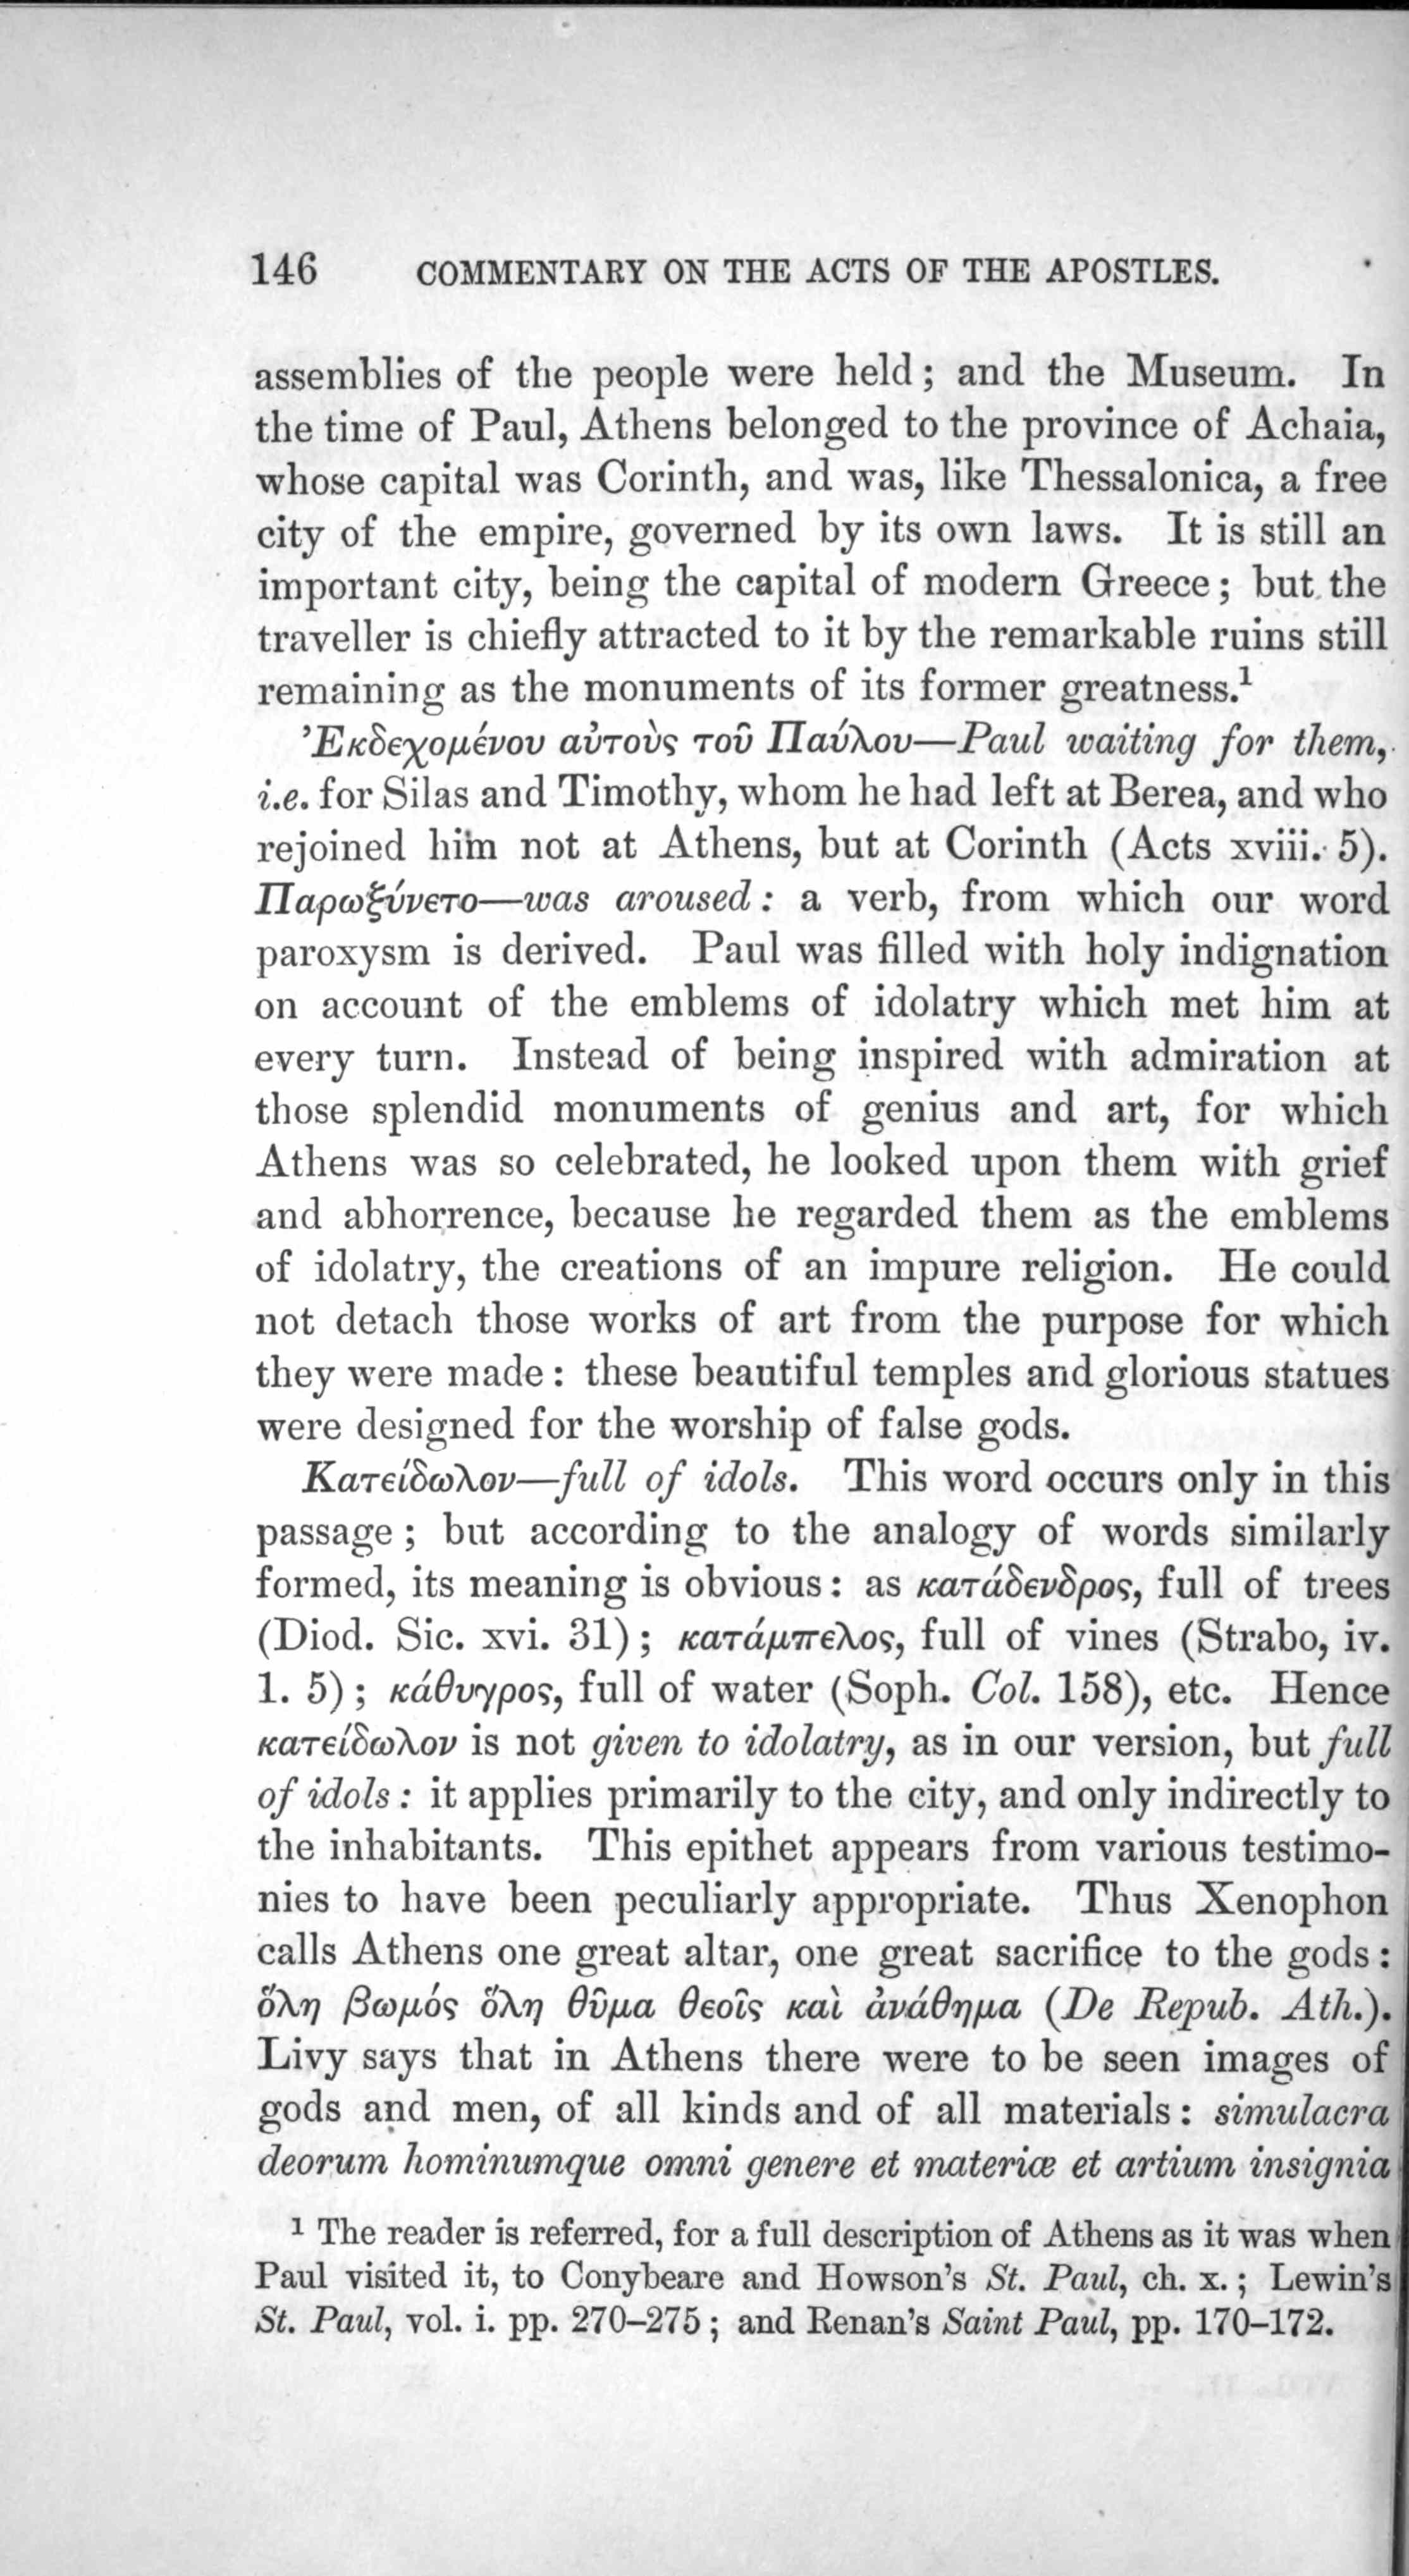 146 COMMENTARY ON THE ACTS OF THE APOSTLES.
assemblies of the people were held; and the Museum. In
the time of Paul, Athens belonged to the province of Achaia,
whose capital was Corinth, and was, like Thessalonica, a free
city of the empire, governed by its own laws. It is still an
important city, being the capital of modern Greece; but the
traveller is chiefly attracted to it by the remarkable ruins still
remaining as the monuments of its former greatness.¹
Ἐκδεχομένου αὐτοὺς τοῦ Παύλου—Paul waiting for them,
i.e. for Silas and Timothy, whom he had left at Berea, and who
rejoined him not at Athens, but at Corinth (Acts xviii. 5).
Παρωξύνετο—was aroused: a verb, from which our word
paroxysm is derived. Paul was filled with holy indignation
on account of the emblems of idolatry which met him at
every turn. Instead of being inspired with admiration at
those splendid monuments of genius and art, for which
Athens was so celebrated, he looked upon them with grief
and abhorrence, because he regarded them as the emblems
of idolatry, the creations of an impure religion. He could
not detach those works of art from the purpose for which
they were made: these beautiful temples and glorious statues
were designed for the worship of false gods.
Κατείδωλον—full of idols. This word occurs only in this
passage; but according to the analogy of words similarly
formed, its meaning is obvious: as κατάδενδρος, full of trees
(Diod. Sic. xvi. 31); κατάμπελος, full of vines (Strabo, iv.
1. 5); κάθυγρος, full of water (Soph. Col. 158), etc. Hence
κατείδωλον is not given to idolatry, as in our version, but full
of idols: it applies primarily to the city, and only indirectly to
the inhabitants. This epithet appears from various testimo-
nies to have been peculiarly appropriate. Thus Xenophon
calls Athens one great altar, one great sacrifice to the gods:
ὅλη βωμός ὅλη θῦμα θεοῖς καὶ ἀνάθημα (De Repub. Ath.).
Livy says that in Athens there were to be seen images of
gods and men, of all kinds and of all materials: simulacra
deorum hominumque omni genere et materiæ et artium insignia
¹ The reader is referred, for a full description of Athens as it was when
Paul visited it, to Conybeare and Howson's St. Paul, ch. x.; Lewin's
St. Paul, vol. i. pp. 270–275; and Renan's Saint Paul, pp. 170–172.